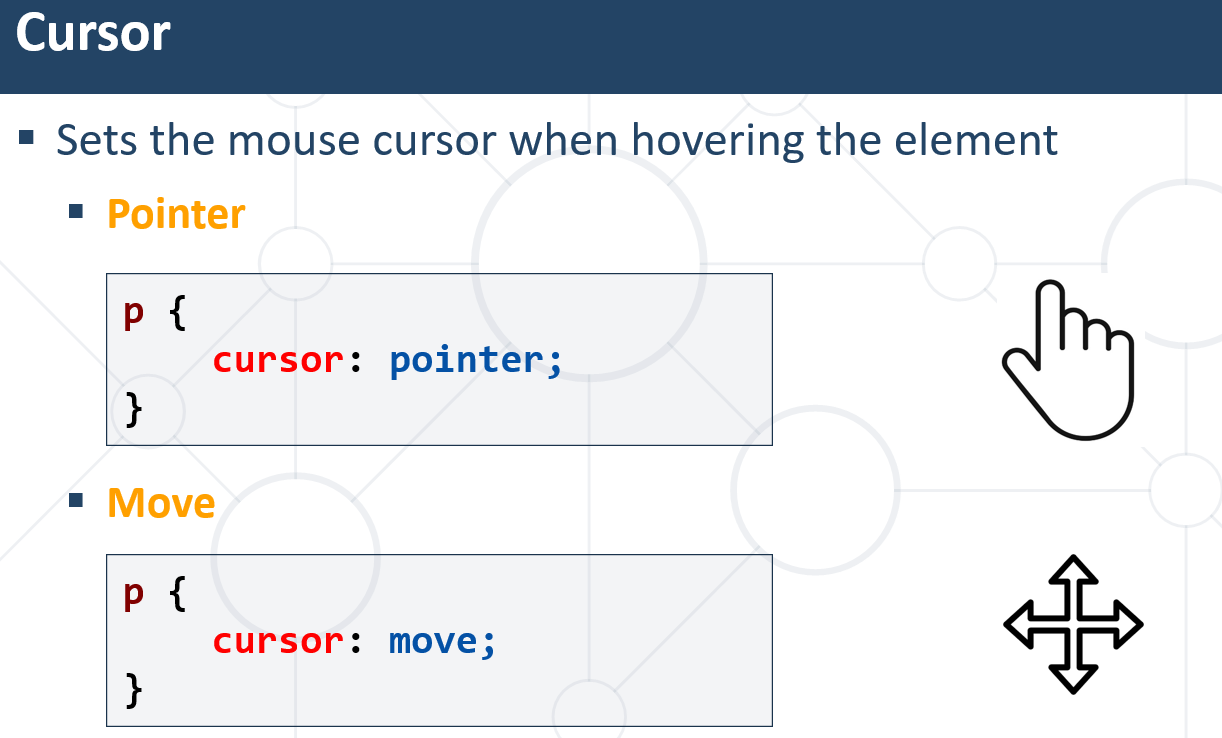 Cursor
▪ Sets the mouse cursor when hovering the element
▪ Pointer
p {
    cursor: pointer;
}
▪ Move
p {
    cursor: move;
}